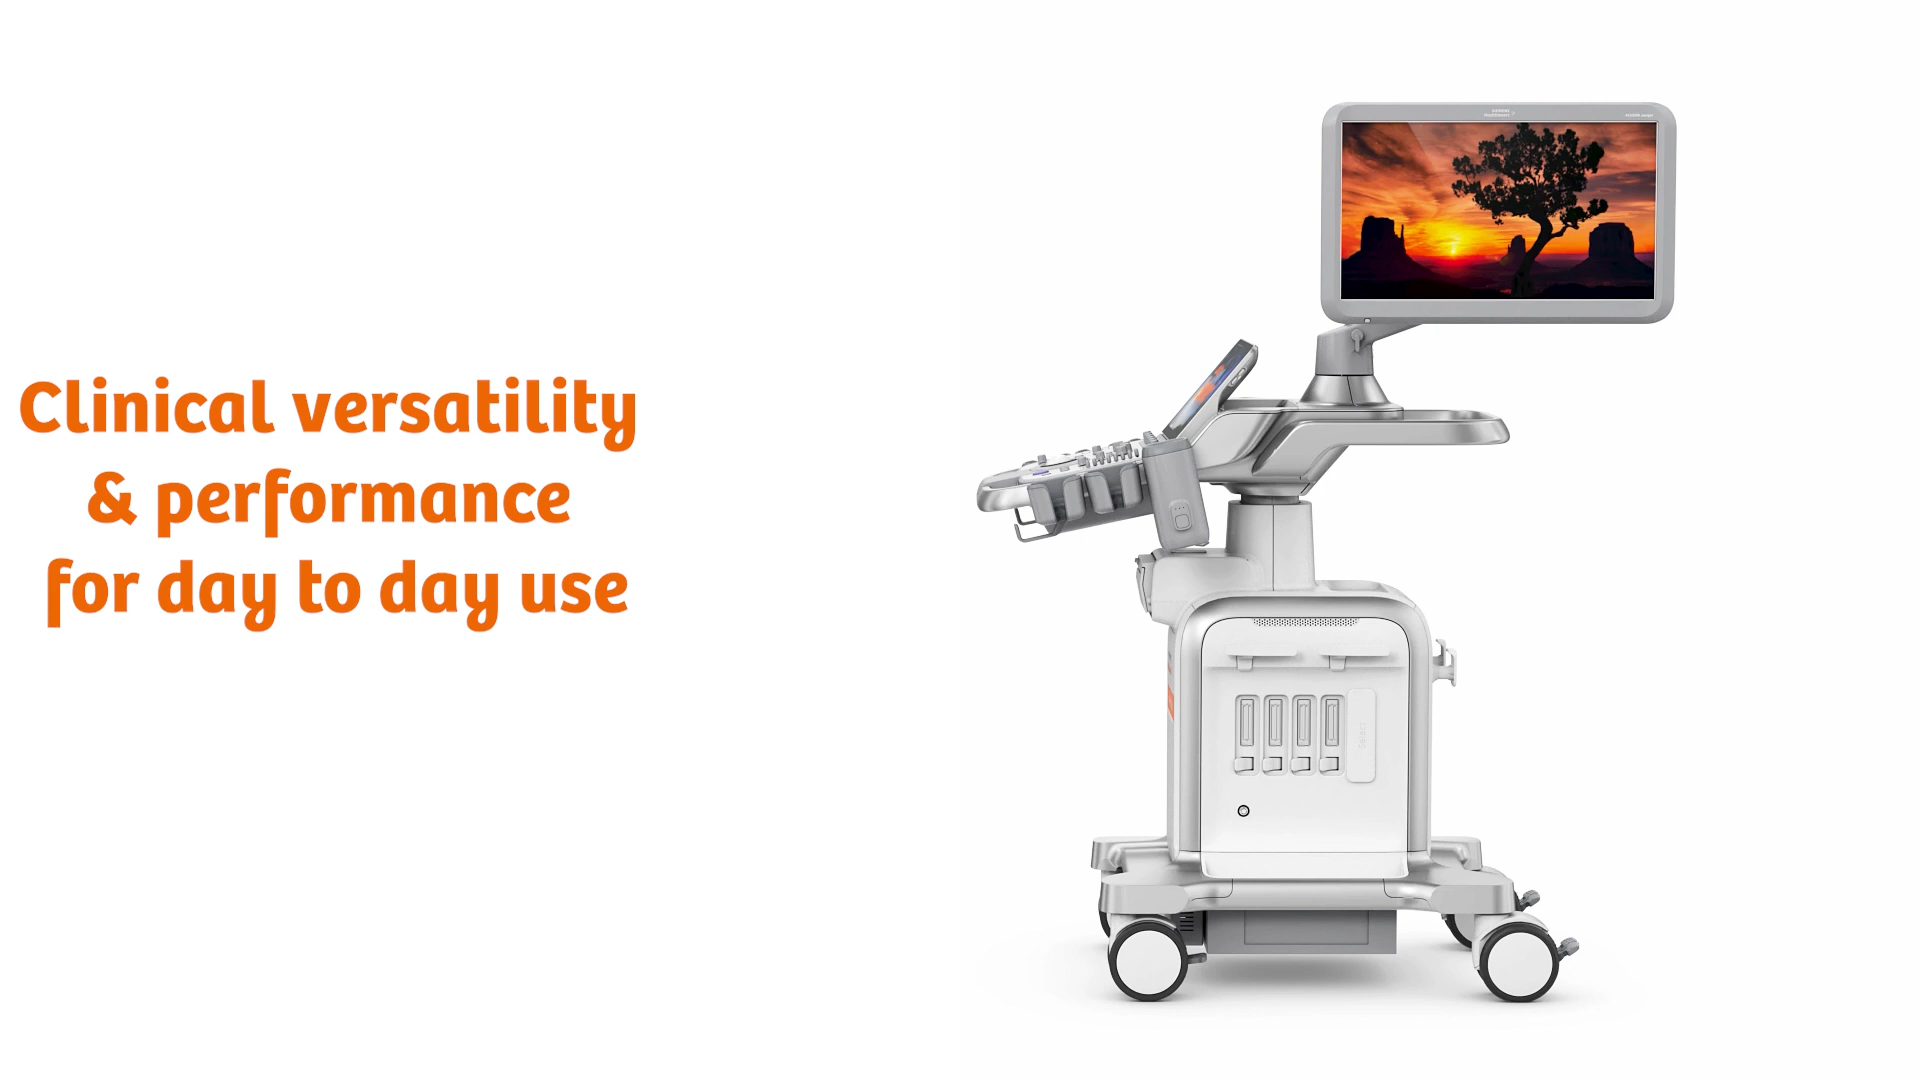 Clinical versatility
& performance
for day to day use